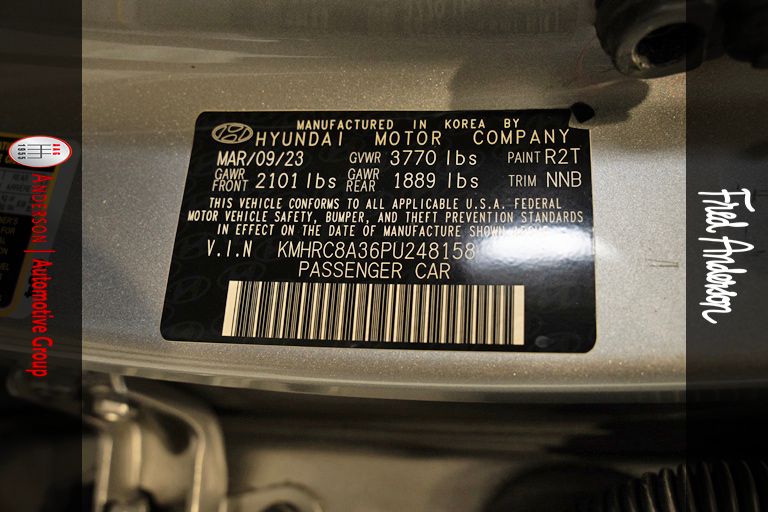 MANUFACTURED IN KOREA BY
HYUNDAI MOTOR COMPANY
MAR/09/23 GVWR 3770 lbs PAINT R2T
GAWR FRONT 2101 lbs GAWR REAR 1889 lbs TRIM NNB
THIS VEHICLE CONFORMS TO ALL APPLICABLE U.S.A. FEDERAL
MOTOR VEHICLE SAFETY, BUMPER, AND THEFT PREVENTION STANDARDS
IN EFFECT ON THE DATE OF MANUFACTURE SHOWN
V.I.N KMHRC8A36PU248158
PASSENGER CAR
ANDERSON | Automotive Group
Fred Anderson